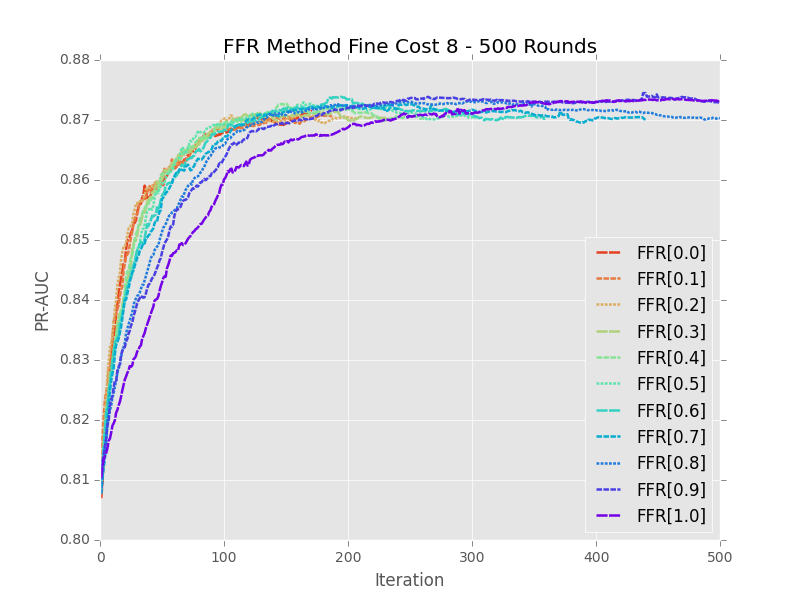 FFR Method Fine Cost 8 - 500 Rounds
0.88
0.87
0.86
0.85
0.84
0.83
0.82
0.81
0.80
PR-AUC
0
100
200
300
400
500
Iteration
FFR[0.0]
FFR[0.1]
FFR[0.2]
FFR[0.3]
FFR[0.4]
FFR[0.5]
FFR[0.6]
FFR[0.7]
FFR[0.8]
FFR[0.9]
FFR[1.0]